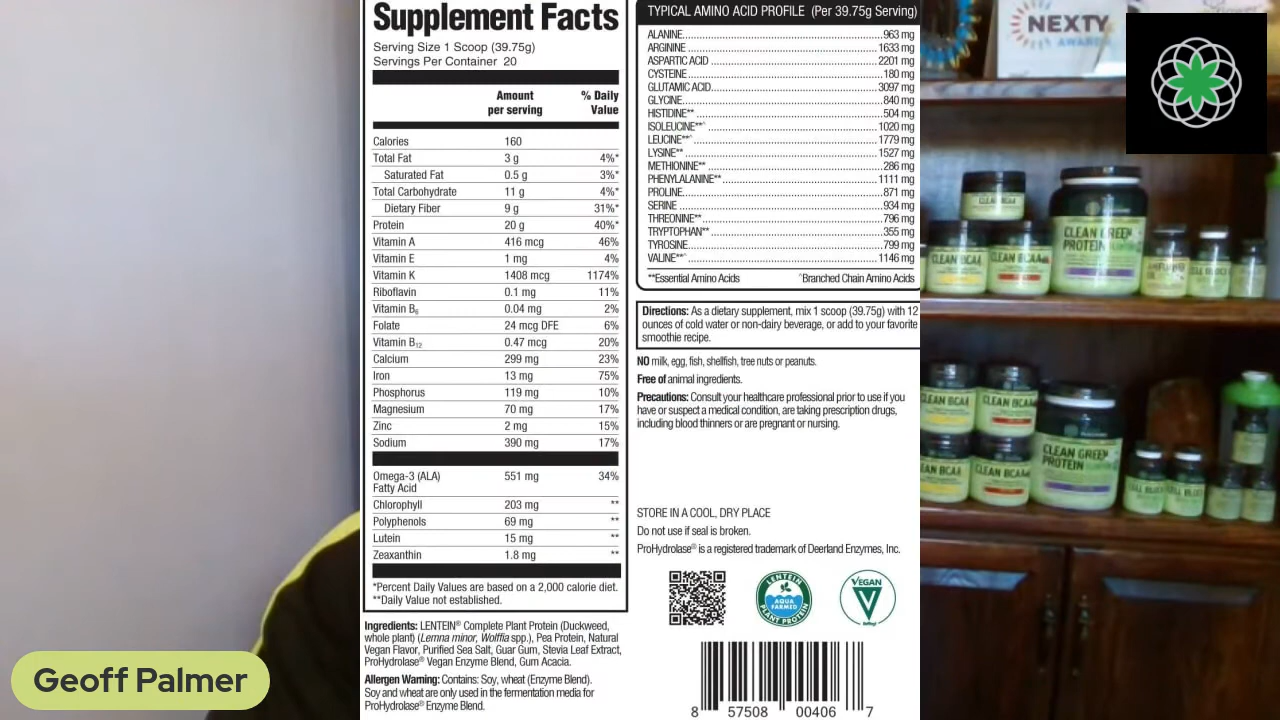 Supplement Facts
Serving Size 1 Scoop (39.75g)
Servings Per Container 20
Amount per serving % Daily Value
Calories 160
Total Fat 3 g 4%*
Saturated Fat 0.5 g 3%*
Total Carbohydrate 11 g 4%*
Dietary Fiber 9 g 31%*
Protein 20 g 40%*
Vitamin A 416 mcg 46%
Vitamin E 1 mg 4%
Vitamin K 1408 mcg 1174%
Riboflavin 0.1 mg 11%
Vitamin B6 0.04 mg 2%
Folate 24 mcg DFE 6%
Vitamin B12 0.47 mcg 20%
Calcium 299 mg 23%
Iron 13 mg 75%
Phosphorus 119 mg 10%
Magnesium 70 mg 17%
Zinc 2 mg 15%
Sodium 390 mg 17%
Omega-3 (ALA) 551 mg 34%
Fatty Acid
Chlorophyll 203 mg **
Polyphenols 69 mg **
Lutein 15 mg **
Zeaxanthin 1.8 mg **
*Percent Daily Values are based on a 2,000 calorie diet.
**Daily Value not established.
Ingredients: LENTEIN® Complete Plant Protein (Duckweed,
whole plant) (Lemna minor, Wolffia spp.), Pea Protein, Natural
Vegan Flavor, Purified Sea Salt, Guar Gum, Stevia Leaf Extract,
ProHydrolase® Vegan Enzyme Blend, Gum Acacia.
Allergen Warning: Contains: Soy, wheat (Enzyme Blend).
Soy and wheat are only used in the fermentation media for
ProHydrolase® Enzyme Blend.
TYPICAL AMINO ACID PROFILE (Per 39.75g Serving)
ALANINE 963 mg
ARGININE 1633 mg
ASPARTIC ACID 2201 mg
CYSTEINE 180 mg
GLUTAMIC ACID 3097 mg
GLYCINE 840 mg
HISTIDINE** 504 mg
ISOLEUCINE**^ 1020 mg
LEUCINE**^ 1779 mg
LYSINE** 1527 mg
METHIONINE** 286 mg
PHENYLALANINE** 1111 mg
PROLINE 871 mg
SERINE 934 mg
THREONINE** 796 mg
TRYPTOPHAN** 355 mg
TYROSINE 799 mg
VALINE**^ 1146 mg
**Essential Amino Acids ^Branched Chain Amino Acids
Directions: As a dietary supplement, mix 1 scoop (39.75g) with 12
ounces of cold water or non-dairy beverage, or add to your favorite
smoothie recipe.
NO milk, egg, fish, shellfish, tree nuts or peanuts.
Free of animal ingredients.
Precautions: Consult your healthcare professional prior to use if you
have or suspect a medical condition, are taking prescription drugs,
including blood thinners or are pregnant or nursing.
STORE IN A COOL, DRY PLACE
Do not use if seal is broken.
ProHydrolase® is a registered trademark of Deerland Enzymes, Inc.
LENTEIN
AQUA
FARMED
PLANT PROTEIN
VEGAN
8 57508 00406 7
NEXTY
AWARD
CLEAN BCAA
CLEAN BCAA
CLEAN BCAA
CLEAN GREEN
PROTEIN
CLEAN BCAA
CLEAN BCAA
CLEAN BCAA
CLEAN GREEN
PROTEIN
Geoff Palmer